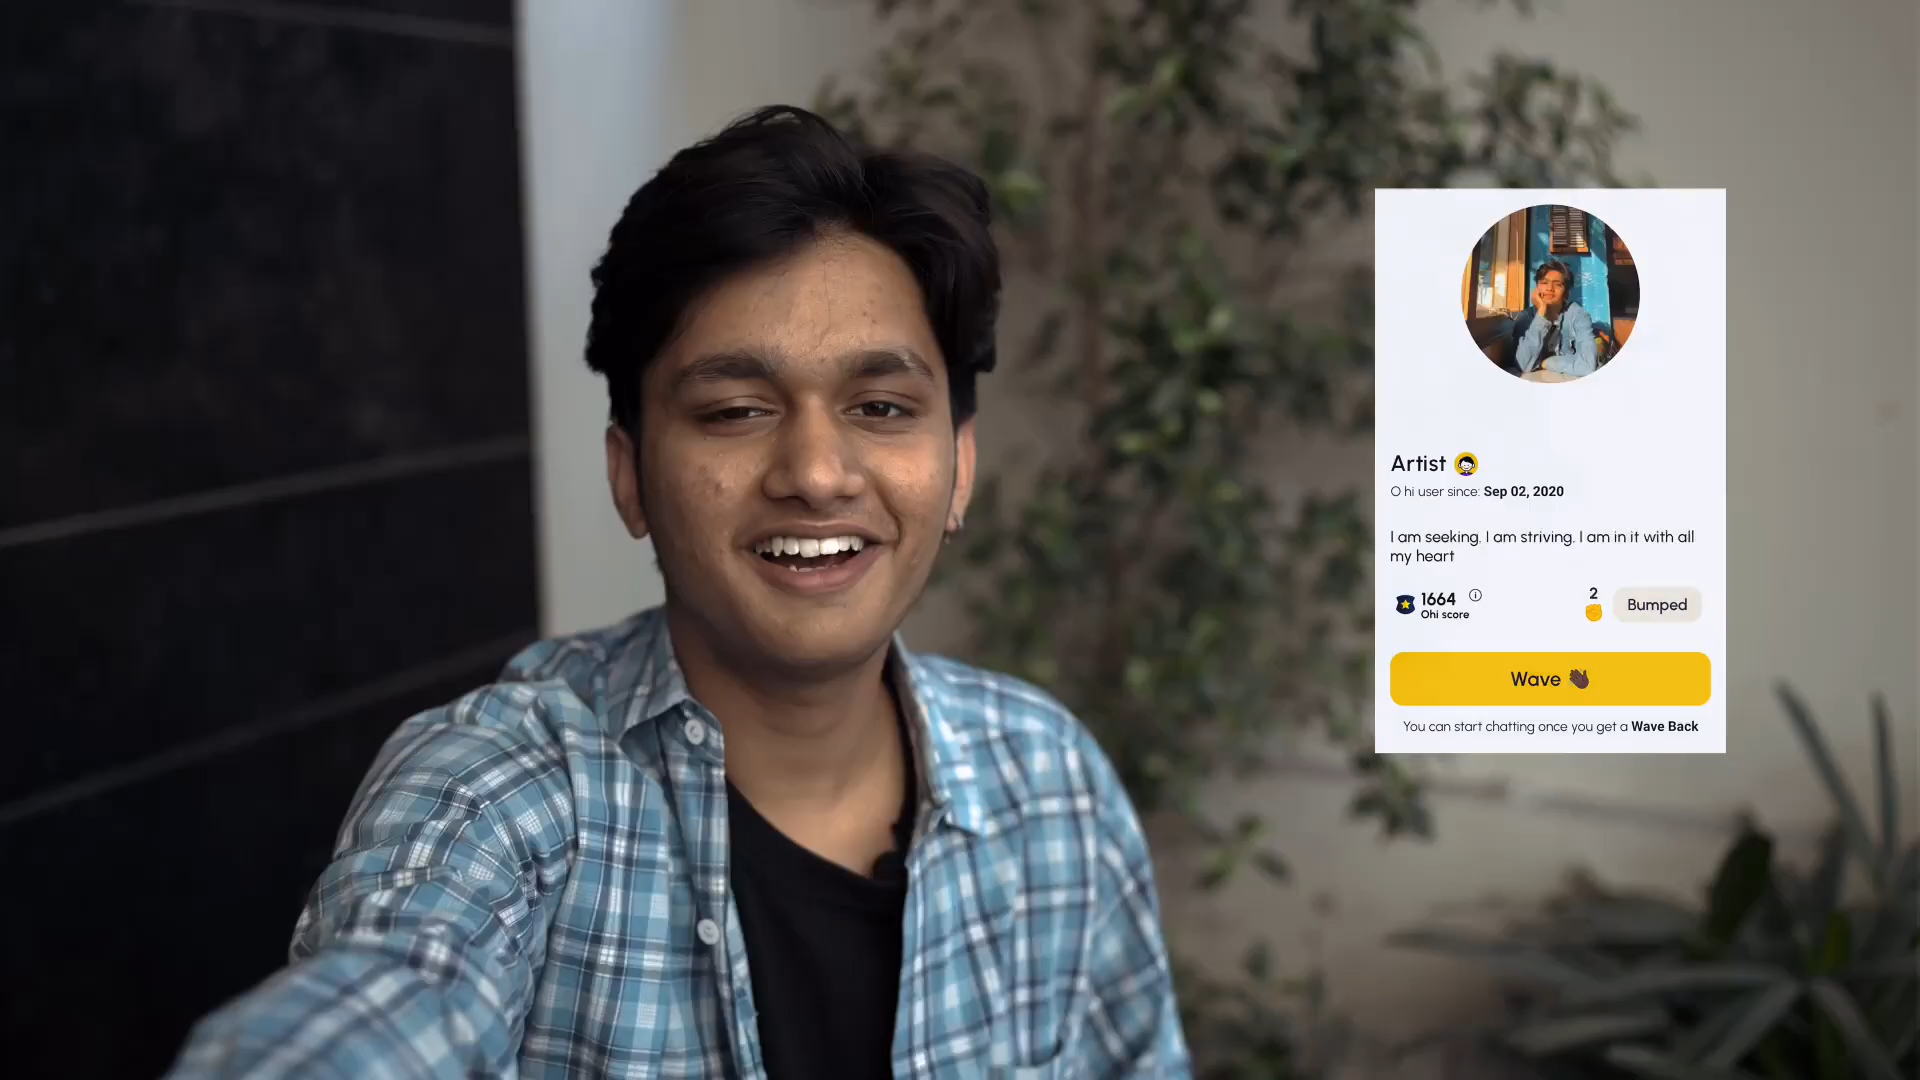 Artist
O hi user since: Sep 02, 2020
I am seeking. I am striving. I am in it with all
my heart
1664
Ohi score
2
Bumped
Wave
You can start chatting once you get a Wave Back